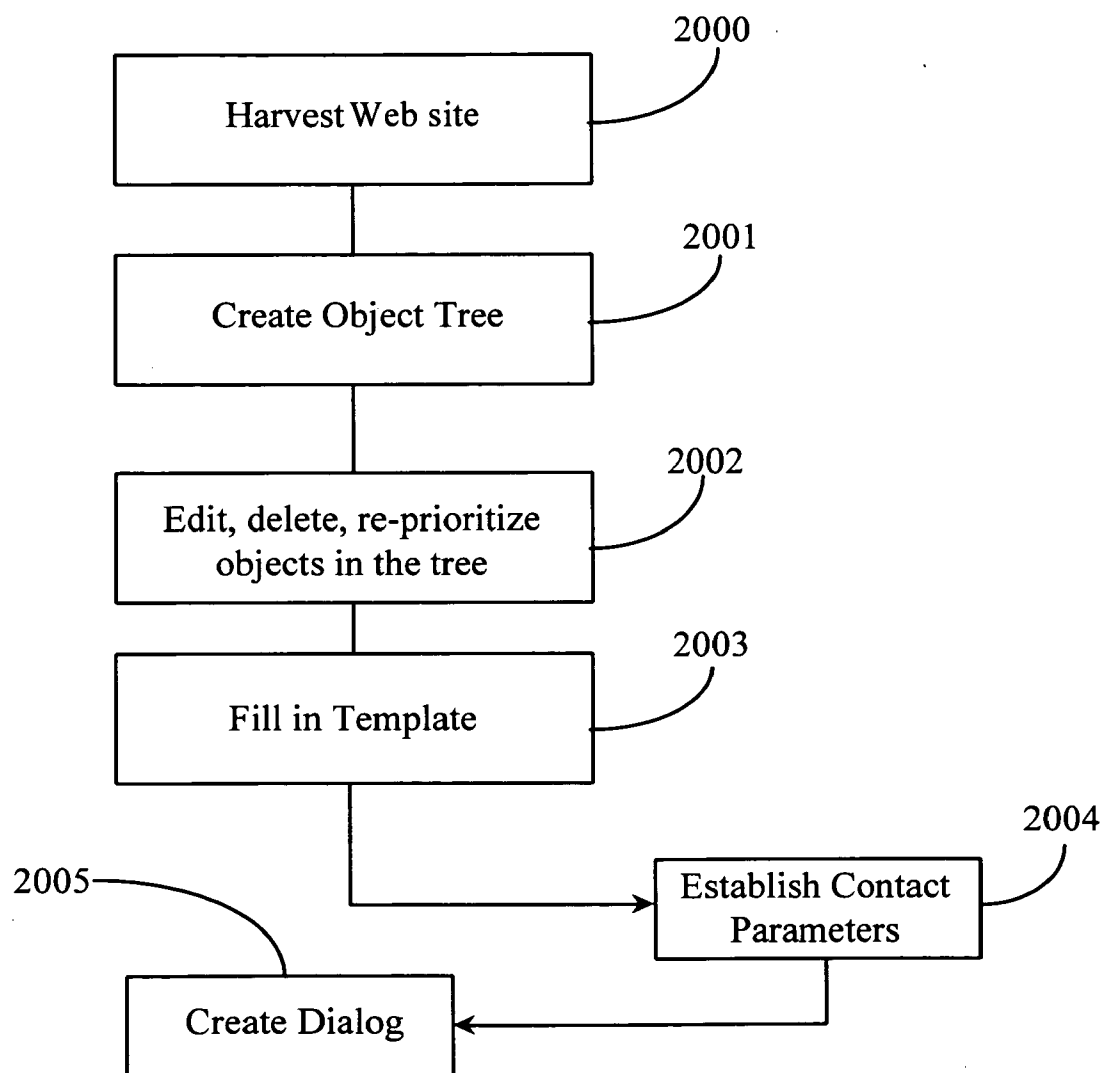 2000
Harvest Web site
2001
Create Object Tree
2002
Edit, delete, re-prioritize
objects in the tree
2003
Fill in Template
2004
Establish Contact
Parameters
2005
Create Dialog